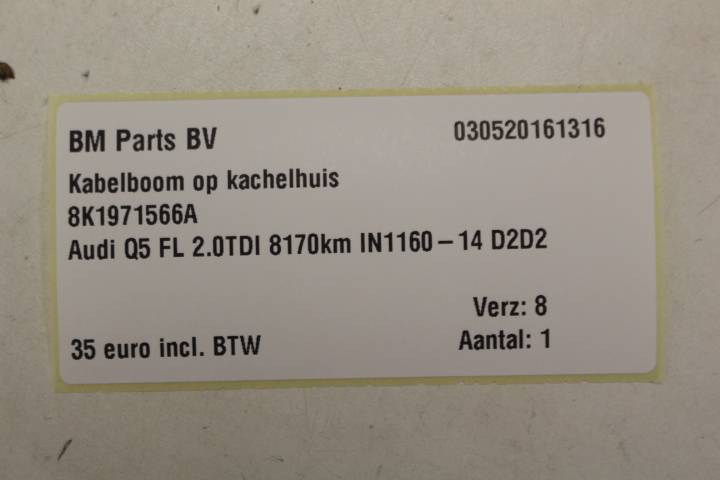 BM Parts BV 030520161316
Kabelboom op kachelhuis
8K1971566A
Audi Q5 FL 2.0TDI 8170km IN1160–14 D2D2
Verz: 8
35 euro incl. BTW Aantal: 1